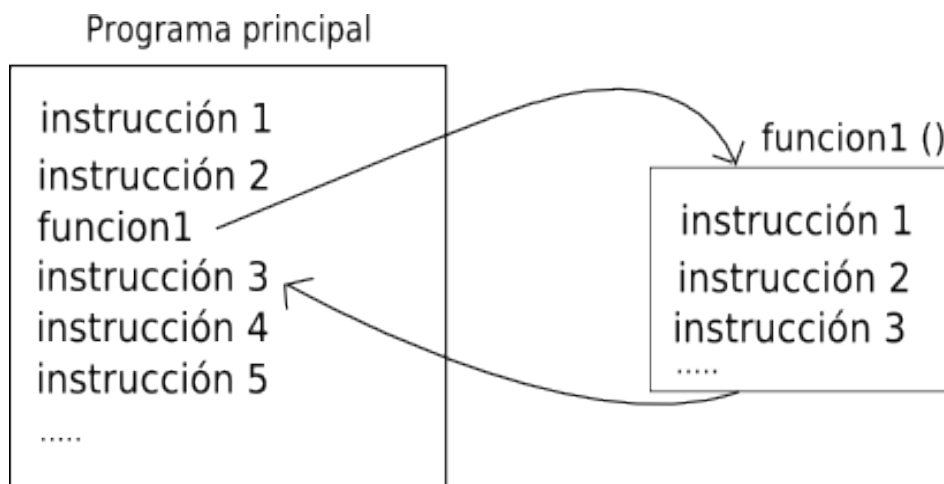 Programa principal
instrucción 1
instrucción 2
funcion1
instrucción 3
instrucción 4
instrucción 5
.....
funcion1 ()
instrucción 1
instrucción 2
instrucción 3
.....